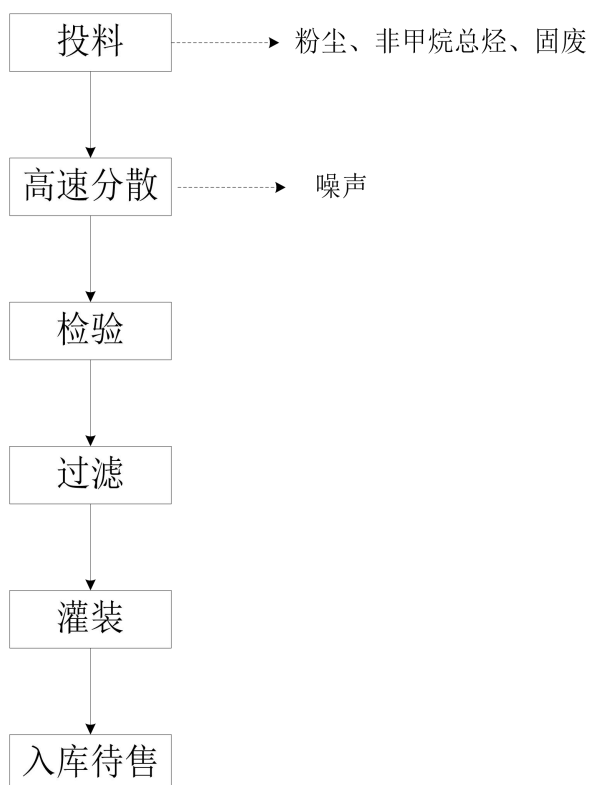 投料
粉尘、非甲烷总烃、固废
高速分散
噪声
检验
过滤
灌装
入库待售